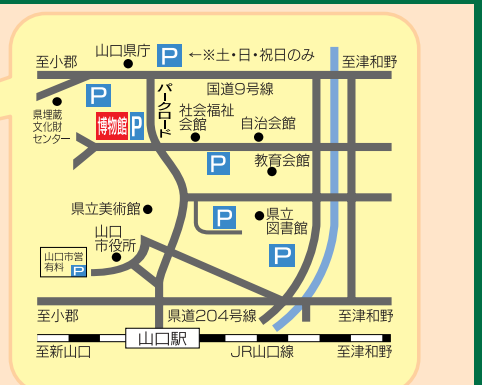 山口県庁 P ←※土・日・祝日のみ
至小郡
至津和野
国道9号線
P
パークロード
県埋蔵
文化財
センター
博物館 P
社会福祉
会館
自治会館
P
教育会館
県立美術館
P
県立
図書館
山口
市役所
P
山口市営
有料 P
至小郡
県道204号線
至津和野
山口駅
至新山口
JR山口線
至津和野